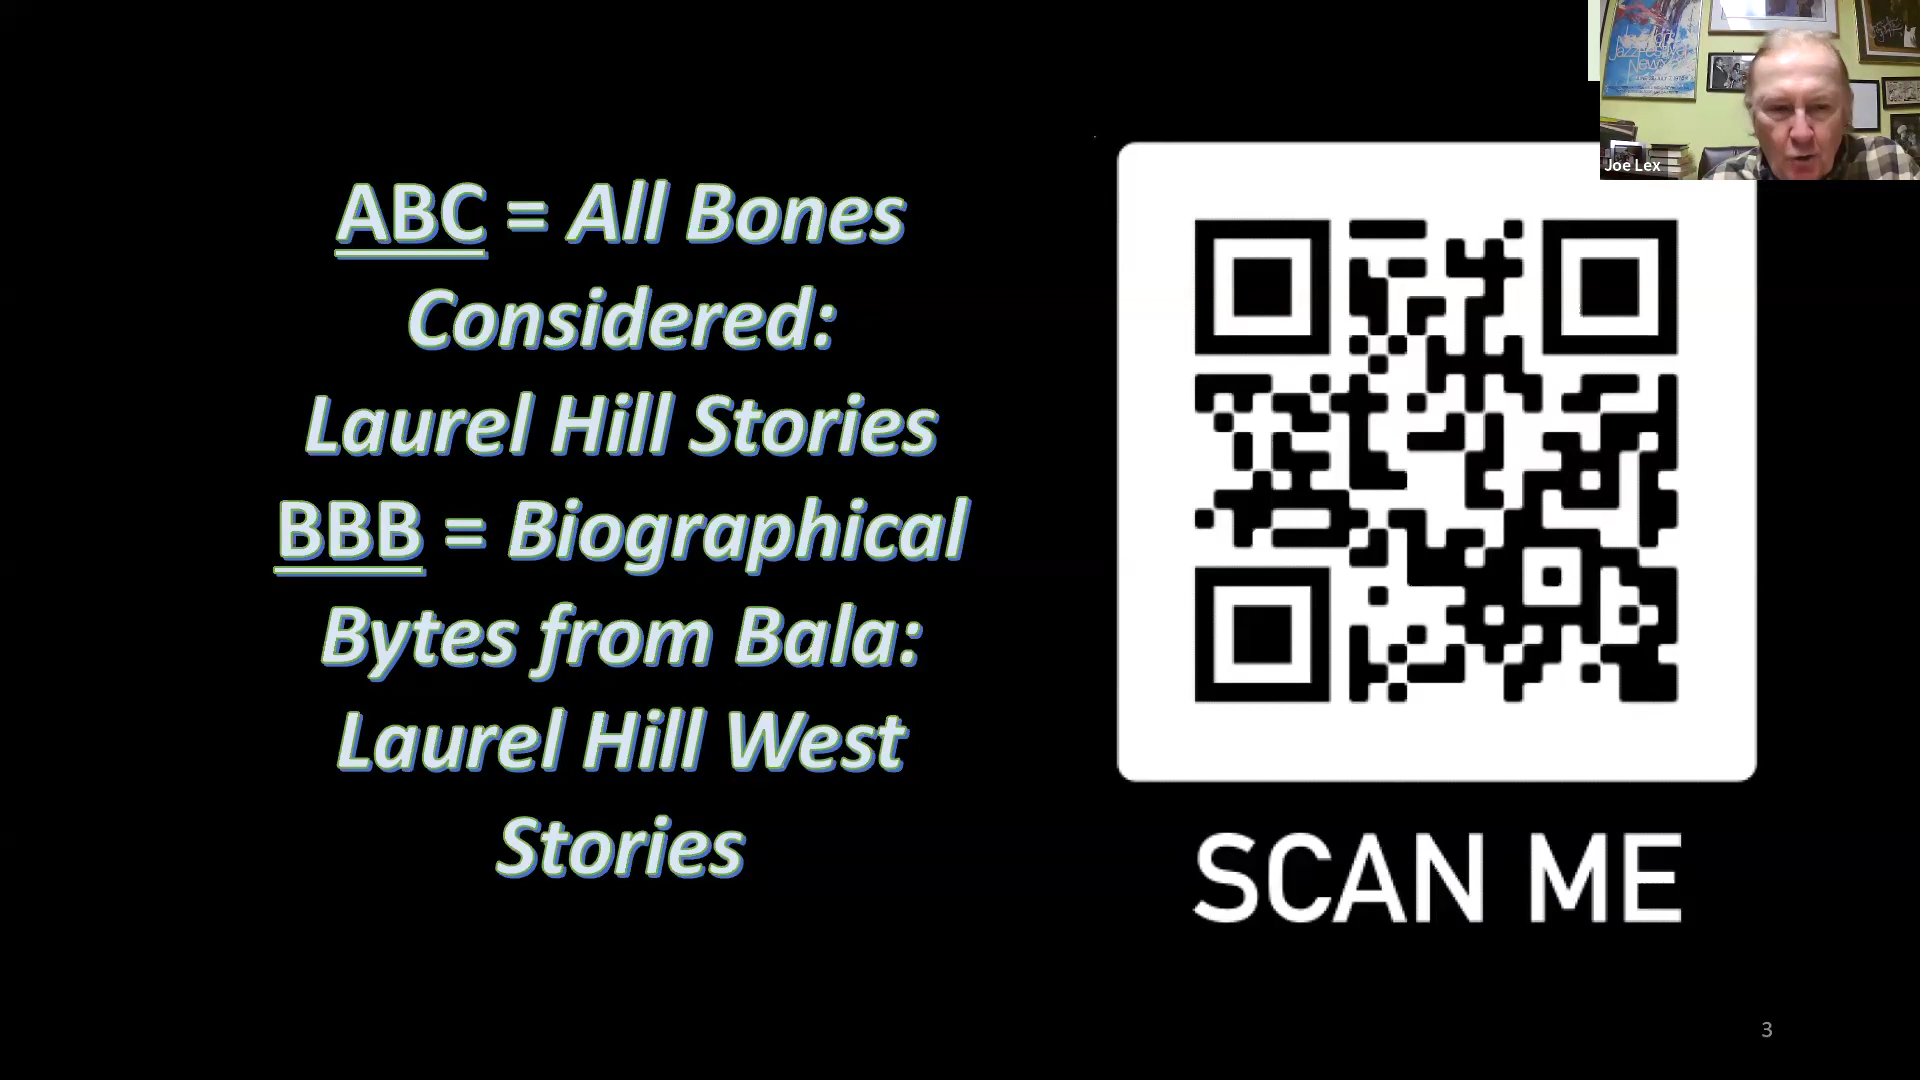 ABC = All Bones
Considered:
Laurel Hill Stories
BBB = Biographical
Bytes from Bala:
Laurel Hill West
Stories
SCAN ME
Joe Lex
3